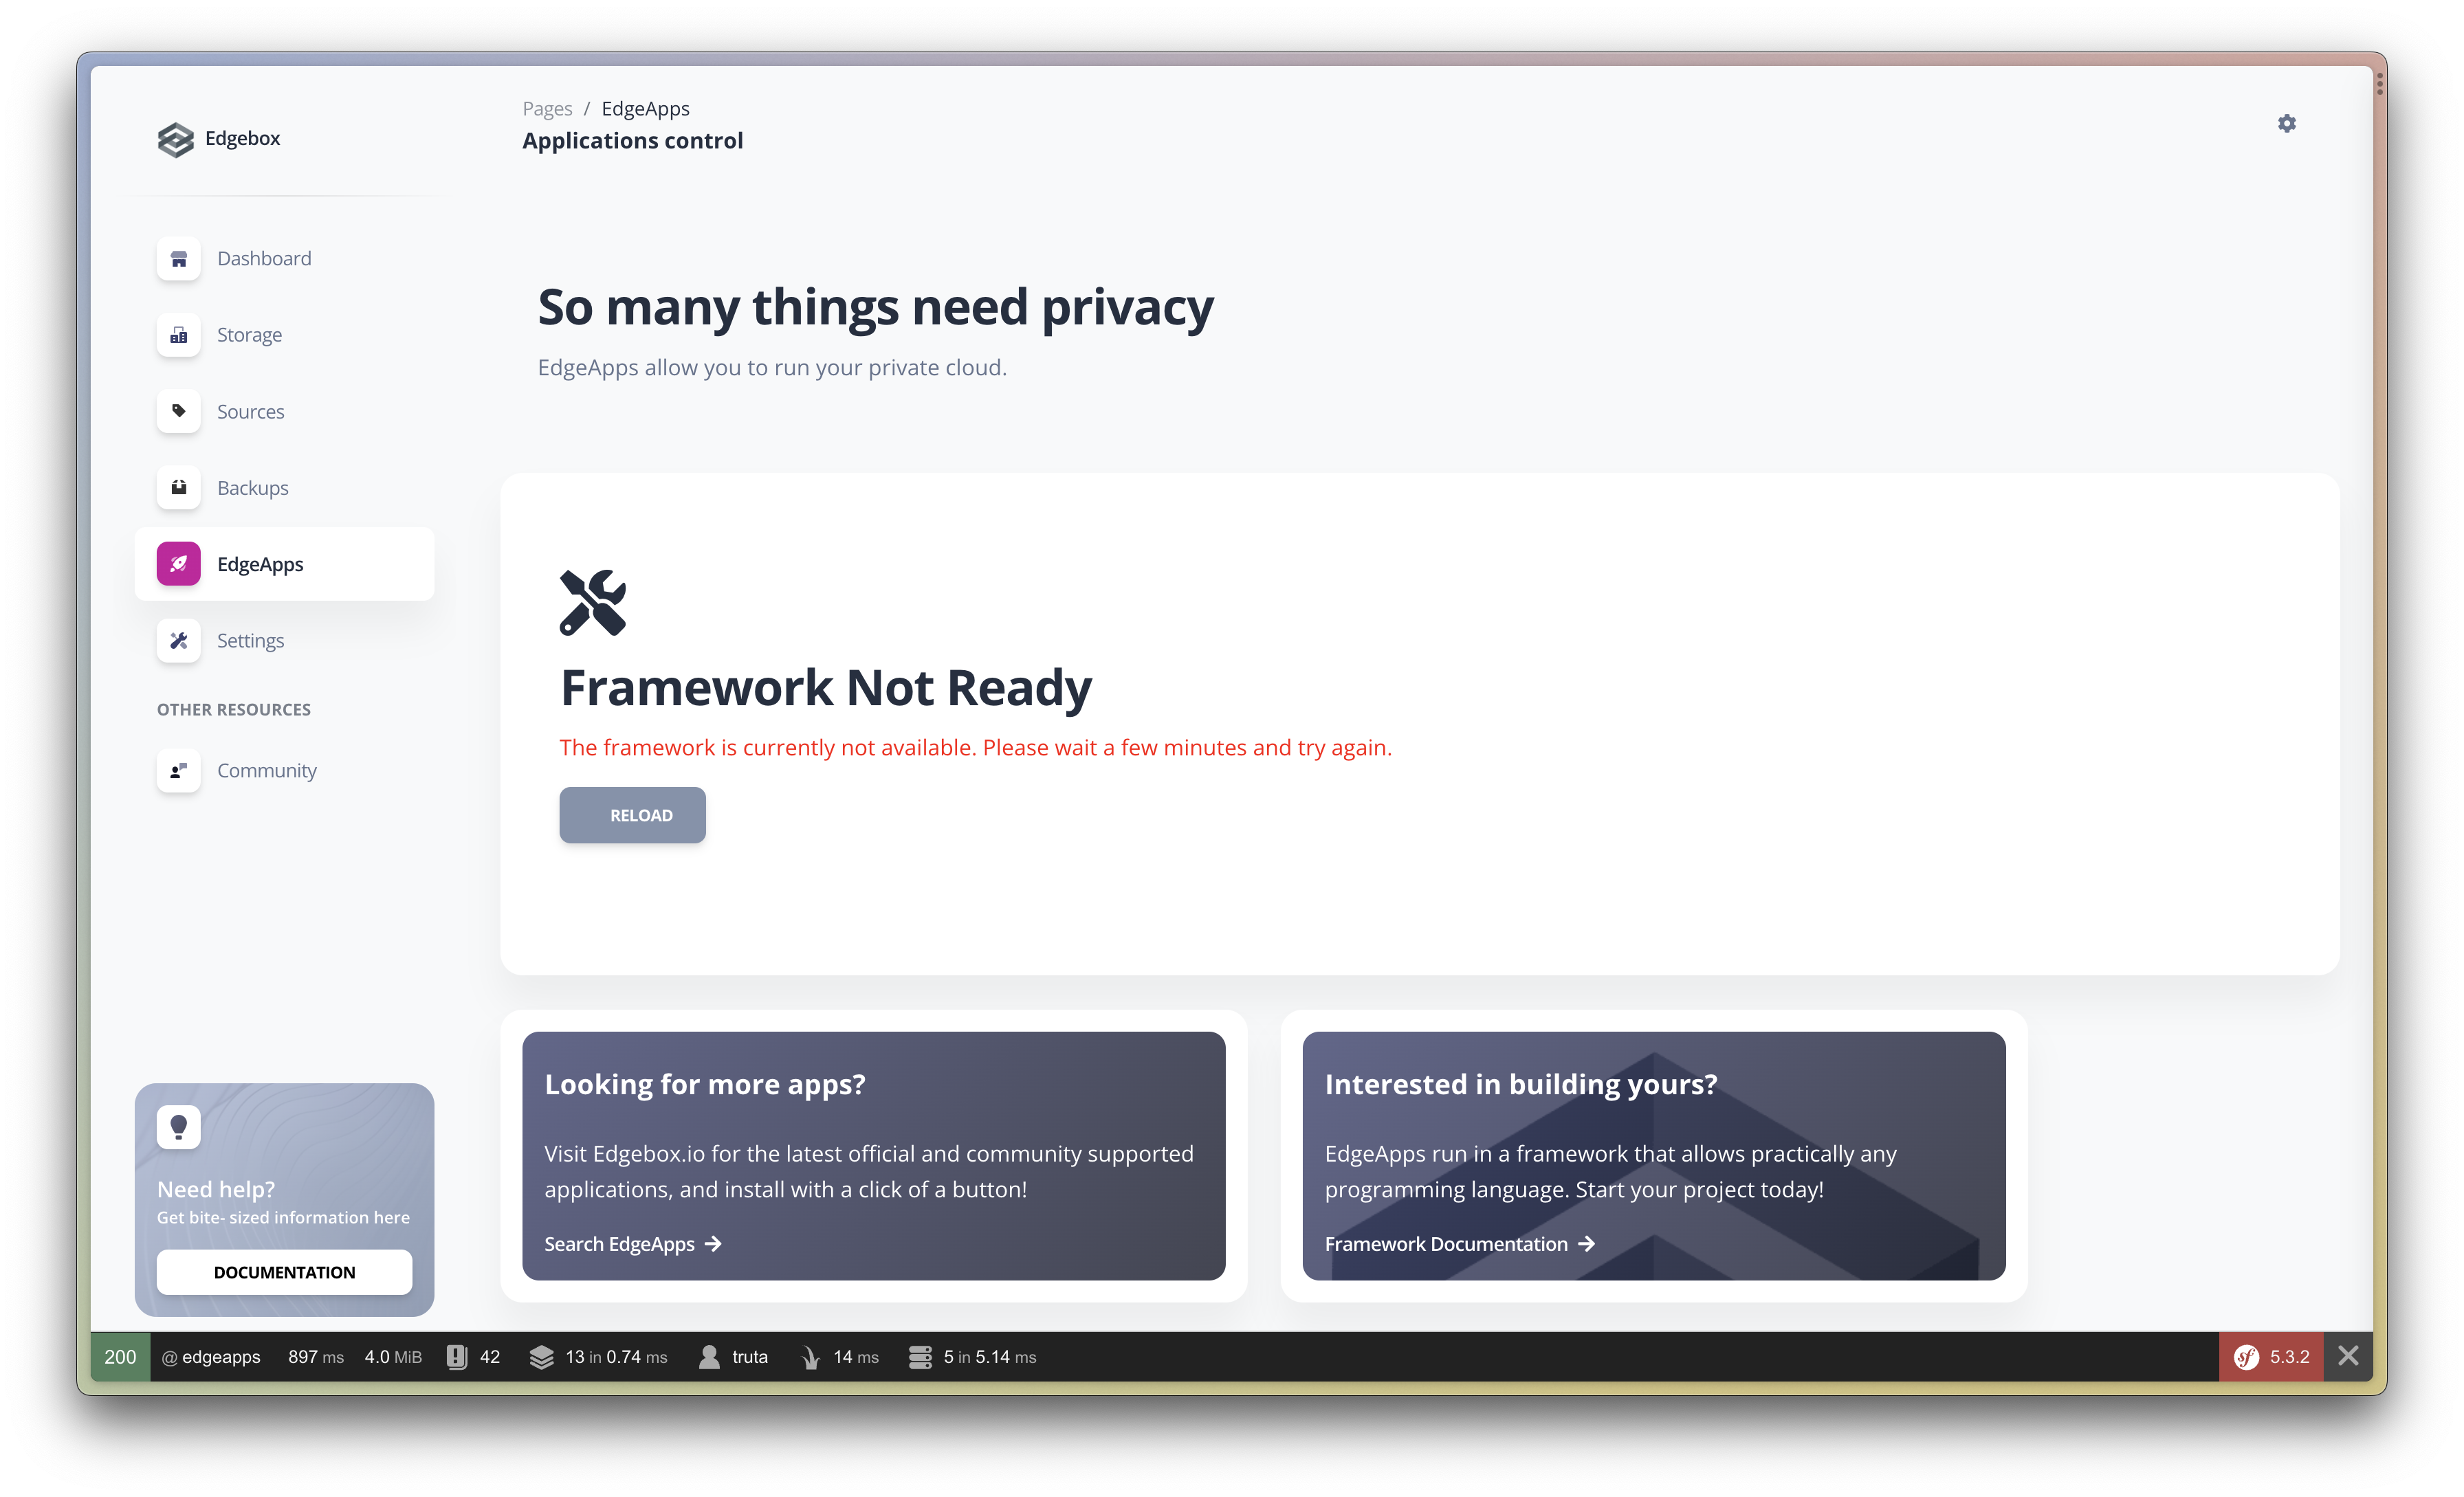 Edgebox
Pages / EdgeApps
Applications control
Dashboard
Storage
Sources
Backups
EdgeApps
Settings
OTHER RESOURCES
Community
Need help?
Get bite- sized information here
DOCUMENTATION
So many things need privacy
EdgeApps allow you to run your private cloud.
Framework Not Ready
The framework is currently not available. Please wait a few minutes and try again.
RELOAD
Looking for more apps?
Visit Edgebox.io for the latest official and community supported
applications, and install with a click of a button!
Search EdgeApps
Interested in building yours?
EdgeApps run in a framework that allows practically any
programming language. Start your project today!
Framework Documentation
200 @ edgeapps 897 ms 4.0 MiB 42 13 in 0.74 ms truta 14 ms 5 in 5.14 ms sf 5.3.2